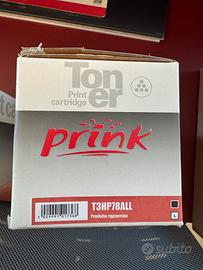 Toner
Print
cartridge
prink
T3HP78ALL
Prodotto rigenerato
L
subito